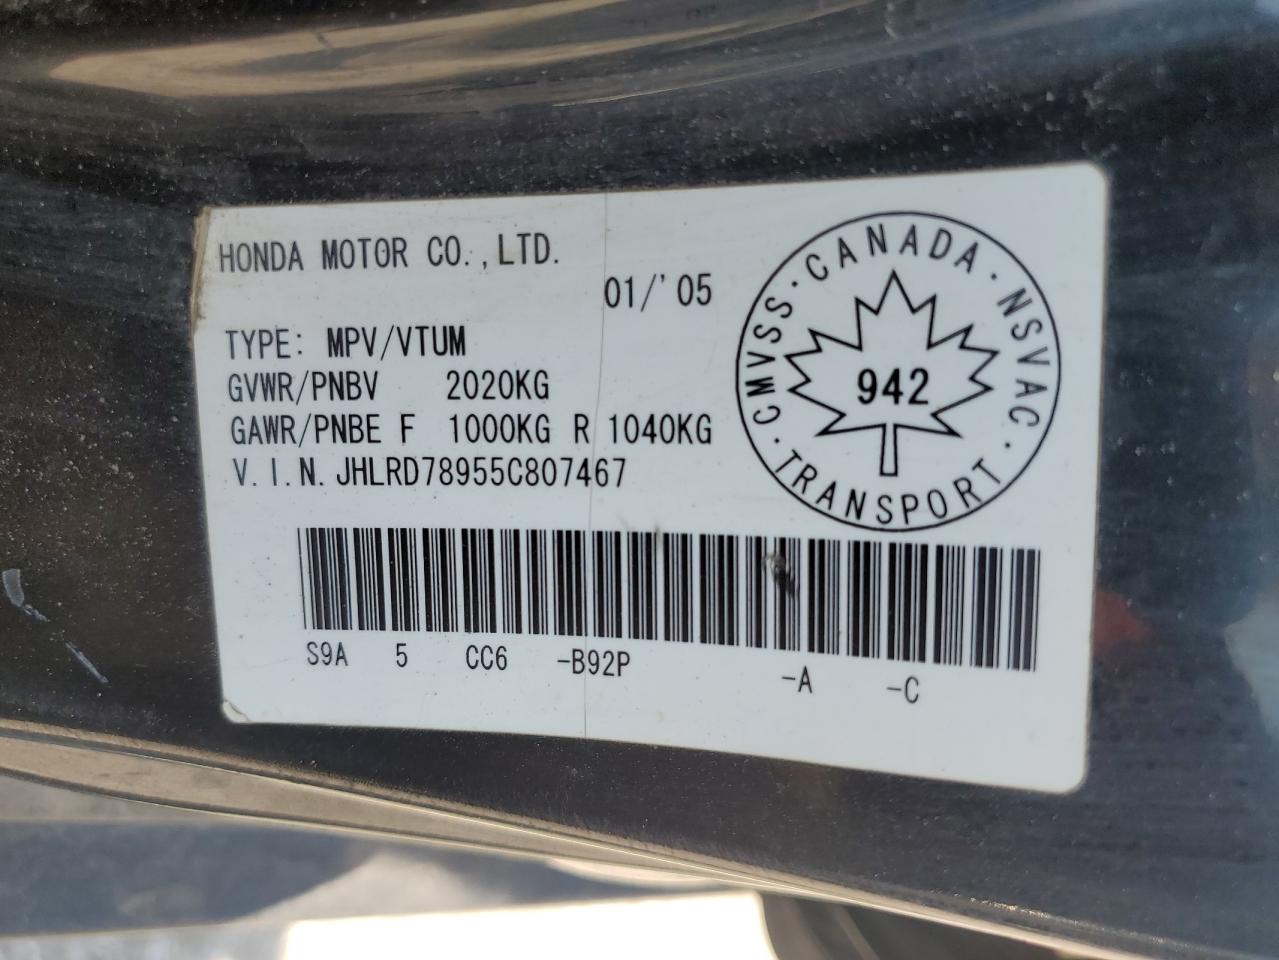 HONDA MOTOR CO.,LTD.
01/'05
TYPE: MPV/VTUM
GVWR/PNBV 2020KG
GAWR/PNBE F 1000KG R 1040KG
V.I.N. JHLRD78955C807467
S9A 5 CC6 -B92P -A -C
CMVSS · CANADA · NSVAC · TRANSPORT ·
942